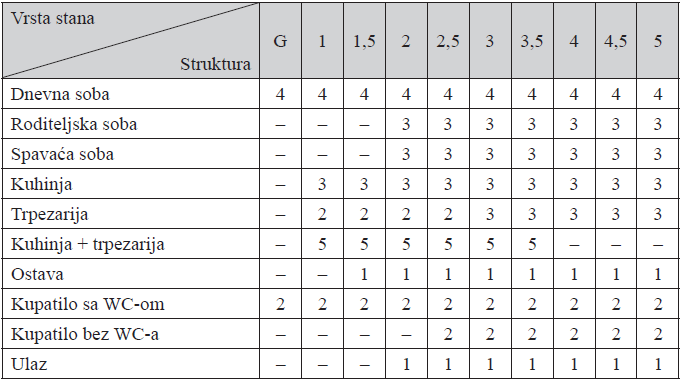 Vrsta stana
G 1 1,5 2 2,5 3 3,5 4 4,5 5
Struktura
Dnevna soba 4 4 4 4 4 4 4 4 4 4
Roditeljska soba – – – 3 3 3 3 3 3 3
Spavaća soba – – – 3 3 3 3 3 3 3
Kuhinja – 3 3 3 3 3 3 3 3 3
Trpezarija – 2 2 2 2 3 3 3 3 3
Kuhinja + trpezarija – 5 5 5 5 5 5 – – –
Ostava – – 1 1 1 1 1 1 1 1
Kupatilo sa WC-om 2 2 2 2 2 2 2 2 2 2
Kupatilo bez WC-a – – – – 2 2 2 2 2 2
Ulaz – – – 1 1 1 1 1 1 1